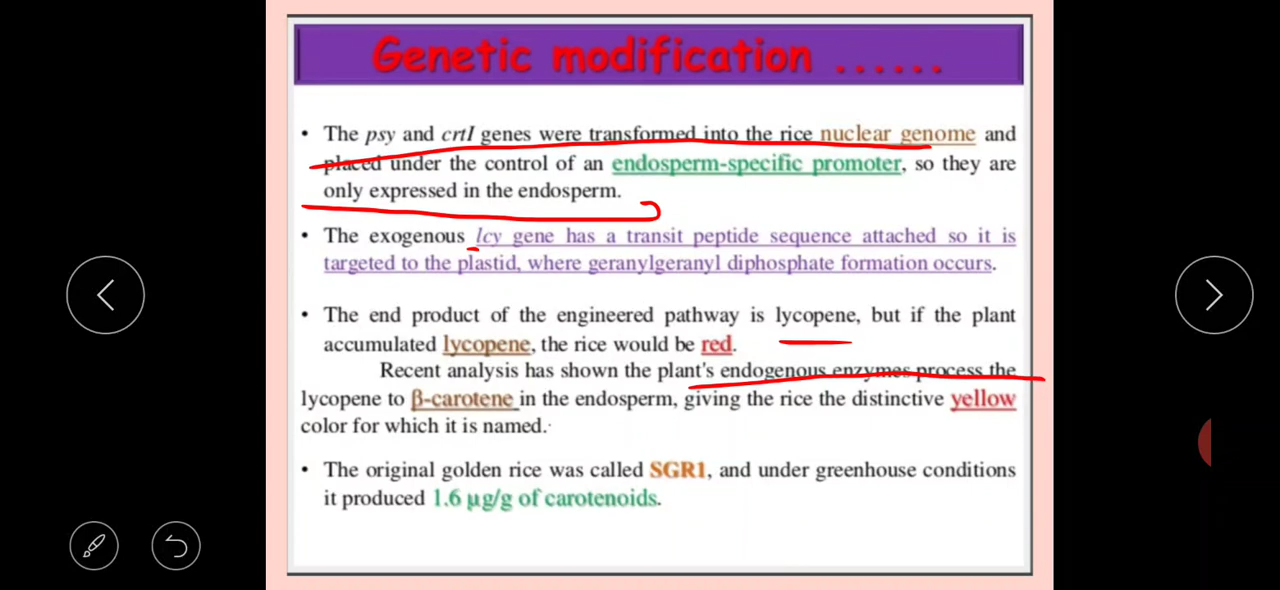 Genetic modification ......
• The psy and crtI genes were transformed into the rice nuclear genome and
placed under the control of an endosperm-specific promoter, so they are
only expressed in the endosperm.
• The exogenous lcy gene has a transit peptide sequence attached so it is
targeted to the plastid, where geranylgeranyl diphosphate formation occurs.
• The end product of the engineered pathway is lycopene, but if the plant
accumulated lycopene, the rice would be red.
Recent analysis has shown the plant's endogenous enzymes process the
lycopene to β-carotene in the endosperm, giving the rice the distinctive yellow
color for which it is named.
• The original golden rice was called SGR1, and under greenhouse conditions
it produced 1.6 µg/g of carotenoids.